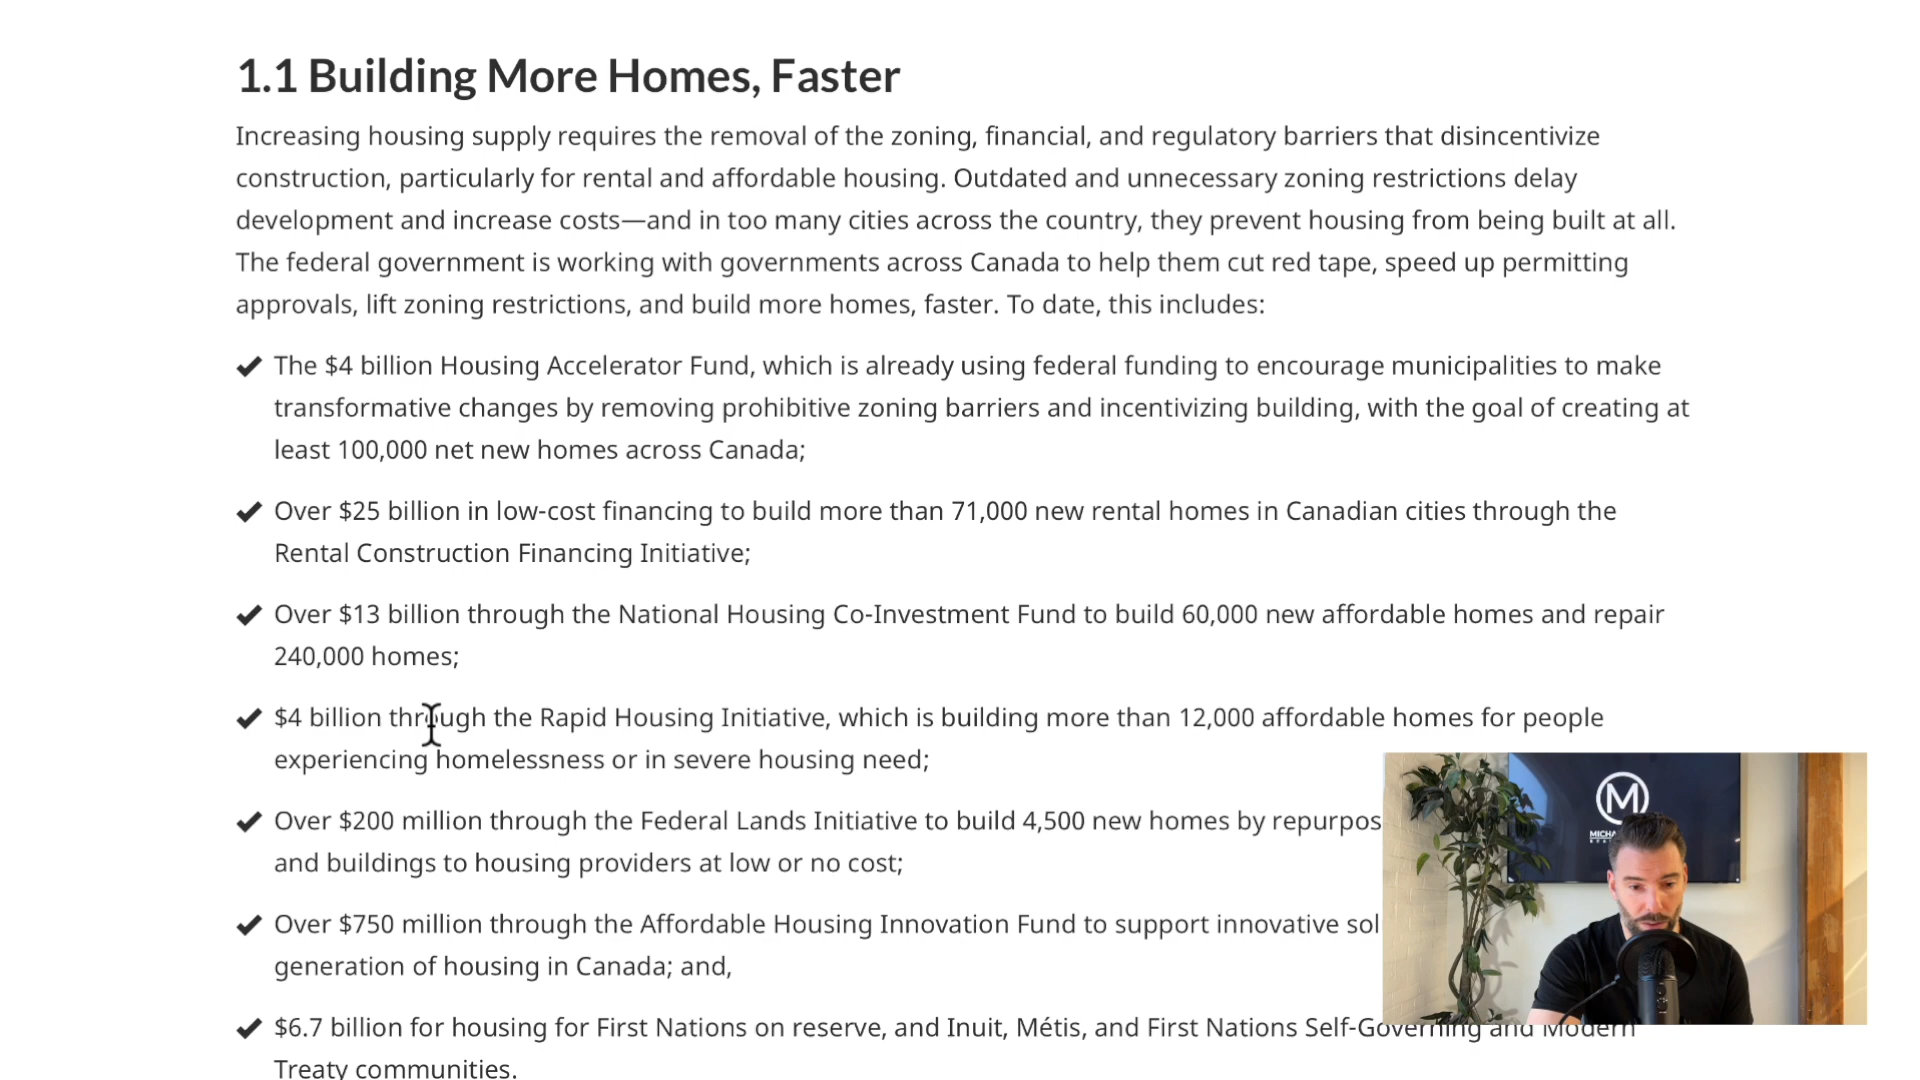 1.1 Building More Homes, Faster
Increasing housing supply requires the removal of the zoning, financial, and regulatory barriers that disincentivize
construction, particularly for rental and affordable housing. Outdated and unnecessary zoning restrictions delay
development and increase costs—and in too many cities across the country, they prevent housing from being built at all.
The federal government is working with governments across Canada to help them cut red tape, speed up permitting
approvals, lift zoning restrictions, and build more homes, faster. To date, this includes:
✔ The $4 billion Housing Accelerator Fund, which is already using federal funding to encourage municipalities to make
transformative changes by removing prohibitive zoning barriers and incentivizing building, with the goal of creating at
least 100,000 net new homes across Canada;
✔ Over $25 billion in low-cost financing to build more than 71,000 new rental homes in Canadian cities through the
Rental Construction Financing Initiative;
✔ Over $13 billion through the National Housing Co-Investment Fund to build 60,000 new affordable homes and repair
240,000 homes;
✔ $4 billion through the Rapid Housing Initiative, which is building more than 12,000 affordable homes for people
experiencing homelessness or in severe housing need;
✔ Over $200 million through the Federal Lands Initiative to build 4,500 new homes by repurpos
and buildings to housing providers at low or no cost;
✔ Over $750 million through the Affordable Housing Innovation Fund to support innovative sol
generation of housing in Canada; and,
✔ $6.7 billion for housing for First Nations on reserve, and Inuit, Métis, and First Nations Self-Governing and Modern
Treaty communities.
M
MICHA